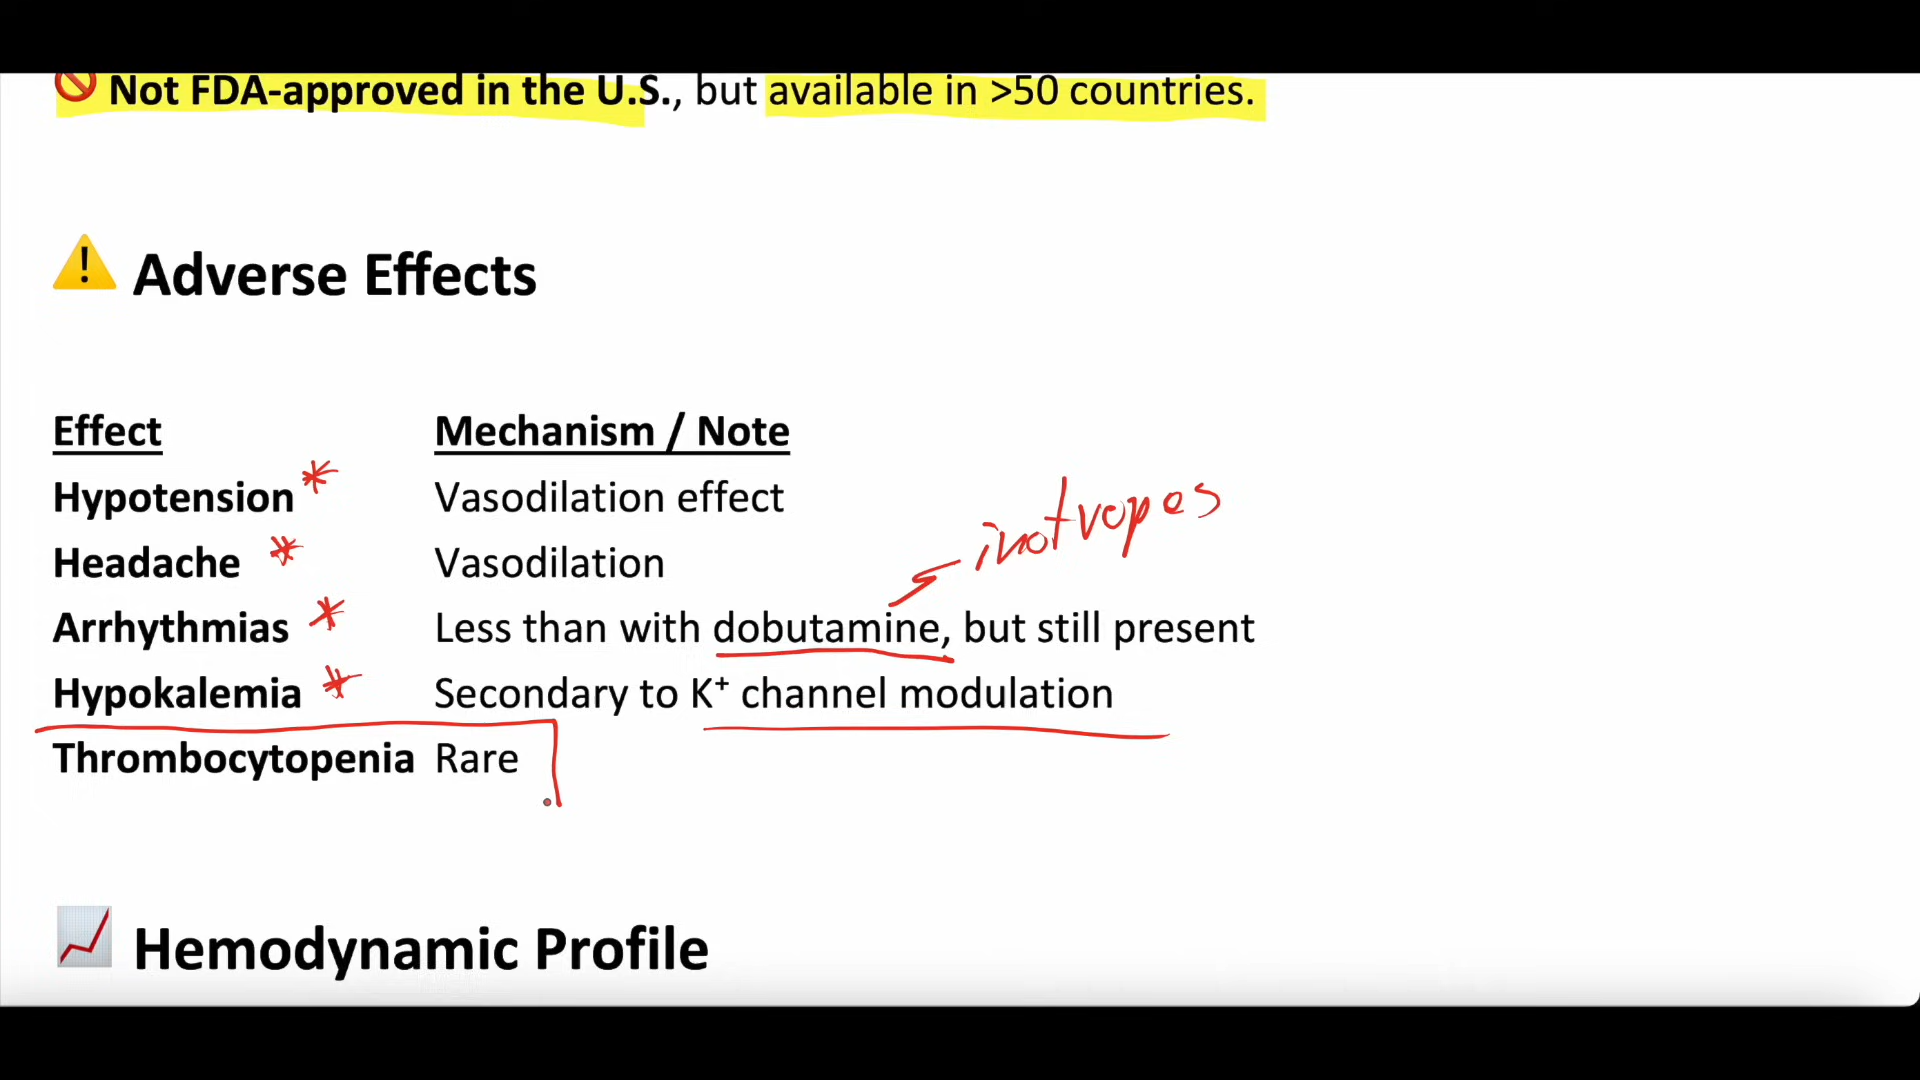 Not FDA-approved in the U.S., but available in >50 countries.
Adverse Effects
Effect Mechanism / Note
Hypotension * Vasodilation effect
Headache * Vasodilation
inotropes
Arrhythmias * Less than with dobutamine, but still present
Hypokalemia * Secondary to K⁺ channel modulation
Thrombocytopenia Rare
Hemodynamic Profile